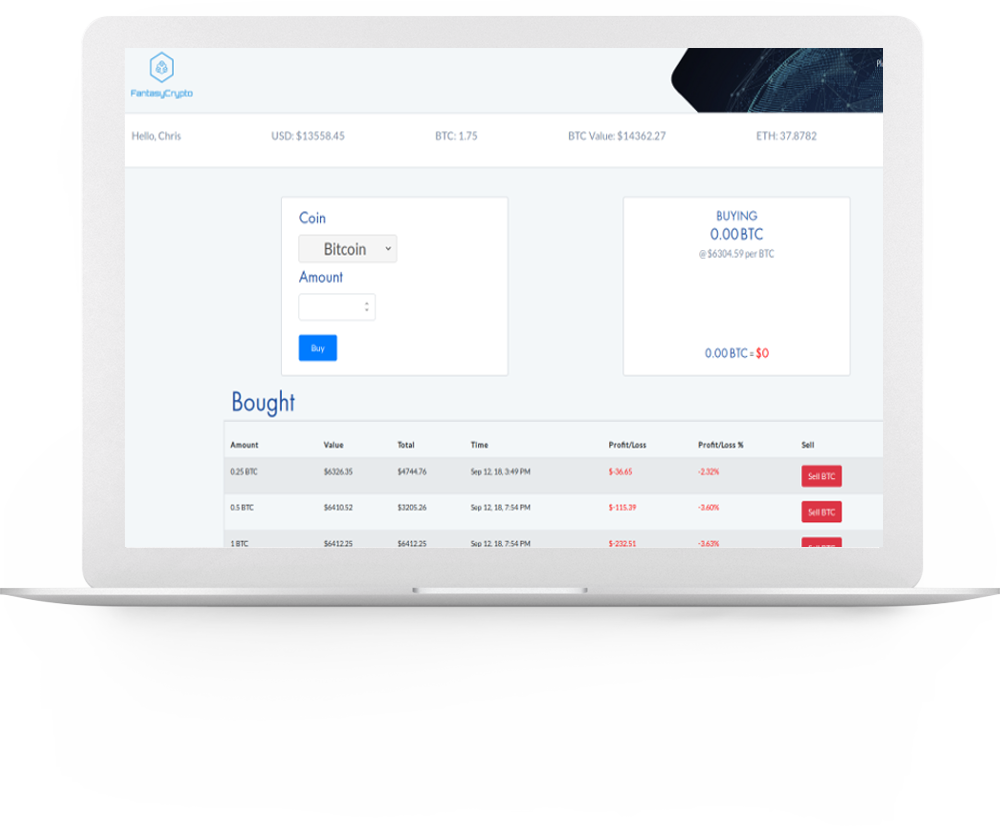 FantasyCrypto
Hello, Chris USD: $13558.45 BTC: 1.75 BTC Value: $14362.27 ETH: 37.8782
Coin
Bitcoin
Amount
Buy
BUYING
0.00 BTC
@ $6304.59 per BTC
0.00 BTC = $0
Bought
Amount Value Total Time Profit/Loss Profit/Loss % Sell
0.25 BTC $6326.35 $4744.76 Sep 12, 18, 3:49 PM $-36.65 -2.32% Sell BTC
0.5 BTC $6410.52 $3205.26 Sep 12, 18, 7:54 PM $-115.39 -3.60% Sell BTC
1 BTC $6412.25 $6412.25 Sep 12, 18, 7:54 PM $-232.51 -3.63%